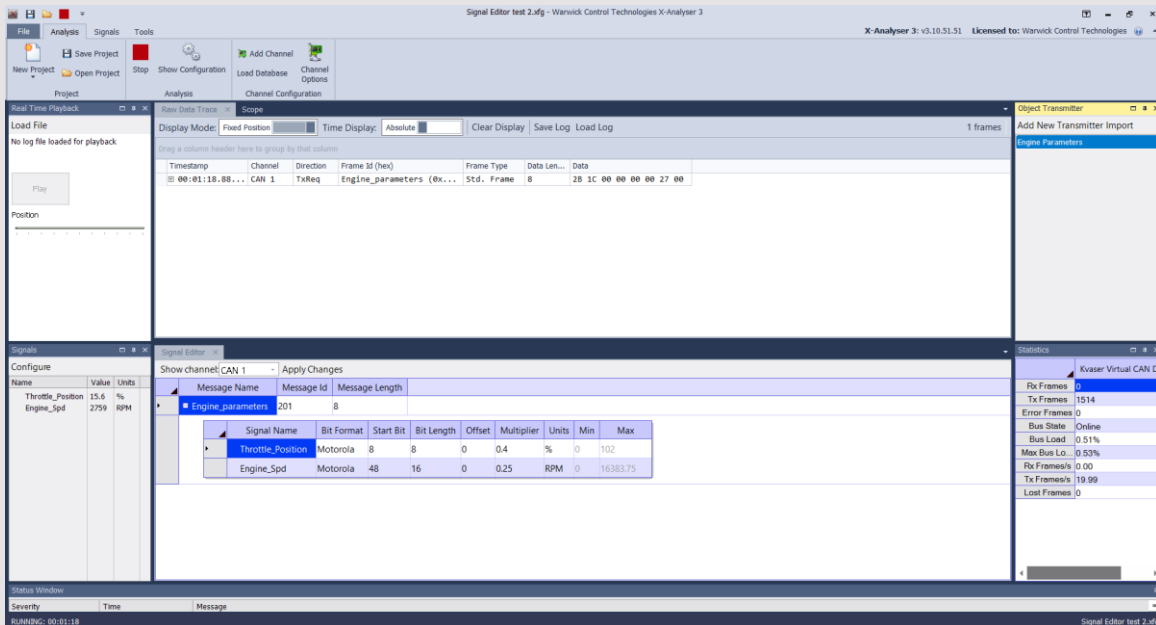 Signal Editor test 2.xfg - Warwick Control Technologies X-Analyser 3
File Analysis Signals Tools
X-Analyser 3: v3.10.51.51 Licensed to: Warwick Control Technologies
New Project
Save Project
Open Project
Project
Stop
Show Configuration
Analysis
Add Channel
Load Database
Channel Options
Channel Configuration
Real Time Playback
Load File
No log file loaded for playback
Play
Position
Raw Data Trace Scope
Display Mode: Fixed Position Time Display: Absolute Clear Display Save Log Load Log 1 frames
Drag a column header here to group by that column
Timestamp Channel Direction Frame Id (hex) Frame Type Data Len... Data
00:01:18.88... CAN 1 TxReq Engine_parameters (0x... Std. Frame 8 2B 1C 00 00 00 00 27 00
Object Transmitter
Add New Transmitter Import
Engine Parameters
Signals
Configure
Name Value Units
Throttle_Position 15.6 %
Engine_Spd 2759 RPM
Signal Editor
Show channel: CAN 1 Apply Changes
Message Name Message Id Message Length
Engine_parameters 201 8
Signal Name Bit Format Start Bit Bit Length Offset Multiplier Units Min Max
Throttle_Position Motorola 8 8 0 0.4 % 0 102
Engine_Spd Motorola 48 16 0 0.25 RPM 0 16383.75
Statistics
Kvaser Virtual CAN D
Rx Frames 0
Tx Frames 1514
Error Frames 0
Bus State Online
Bus Load 0.51%
Max Bus Lo... 0.53%
Rx Frames/s 0.00
Tx Frames/s 19.99
Lost Frames 0
Status Window
Severity Time Message
RUNNING: 00:01:18 Signal Editor test 2.xfg